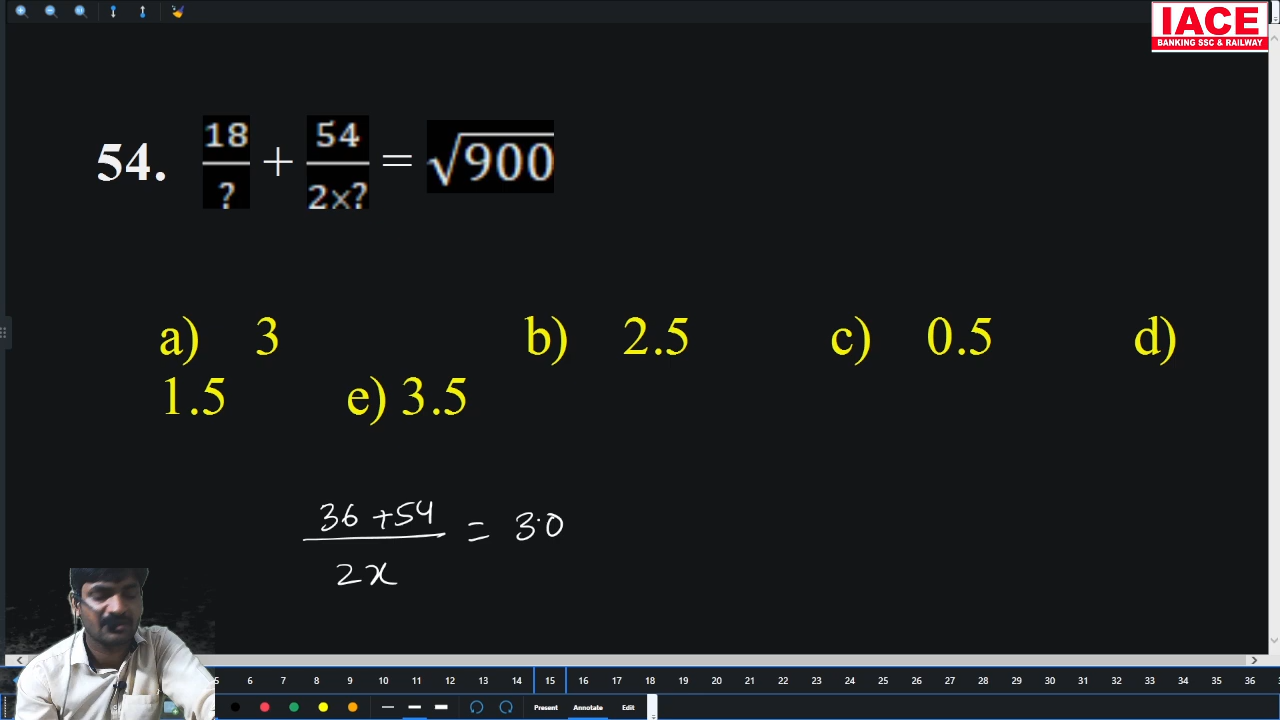 IACE
BANKING SSC & RAILWAY
54. 18/? + 54/2×? = √900
a) 3 b) 2.5 c) 0.5 d)
1.5 e) 3.5
36 + 54 / 2x = 30
6 7 8 9 10 11 12 13 14 15 16 17 18 19 20 21 22 23 24 25 26 27 28 29 30 31 32 33 34 35 36
Present Annotate Edit